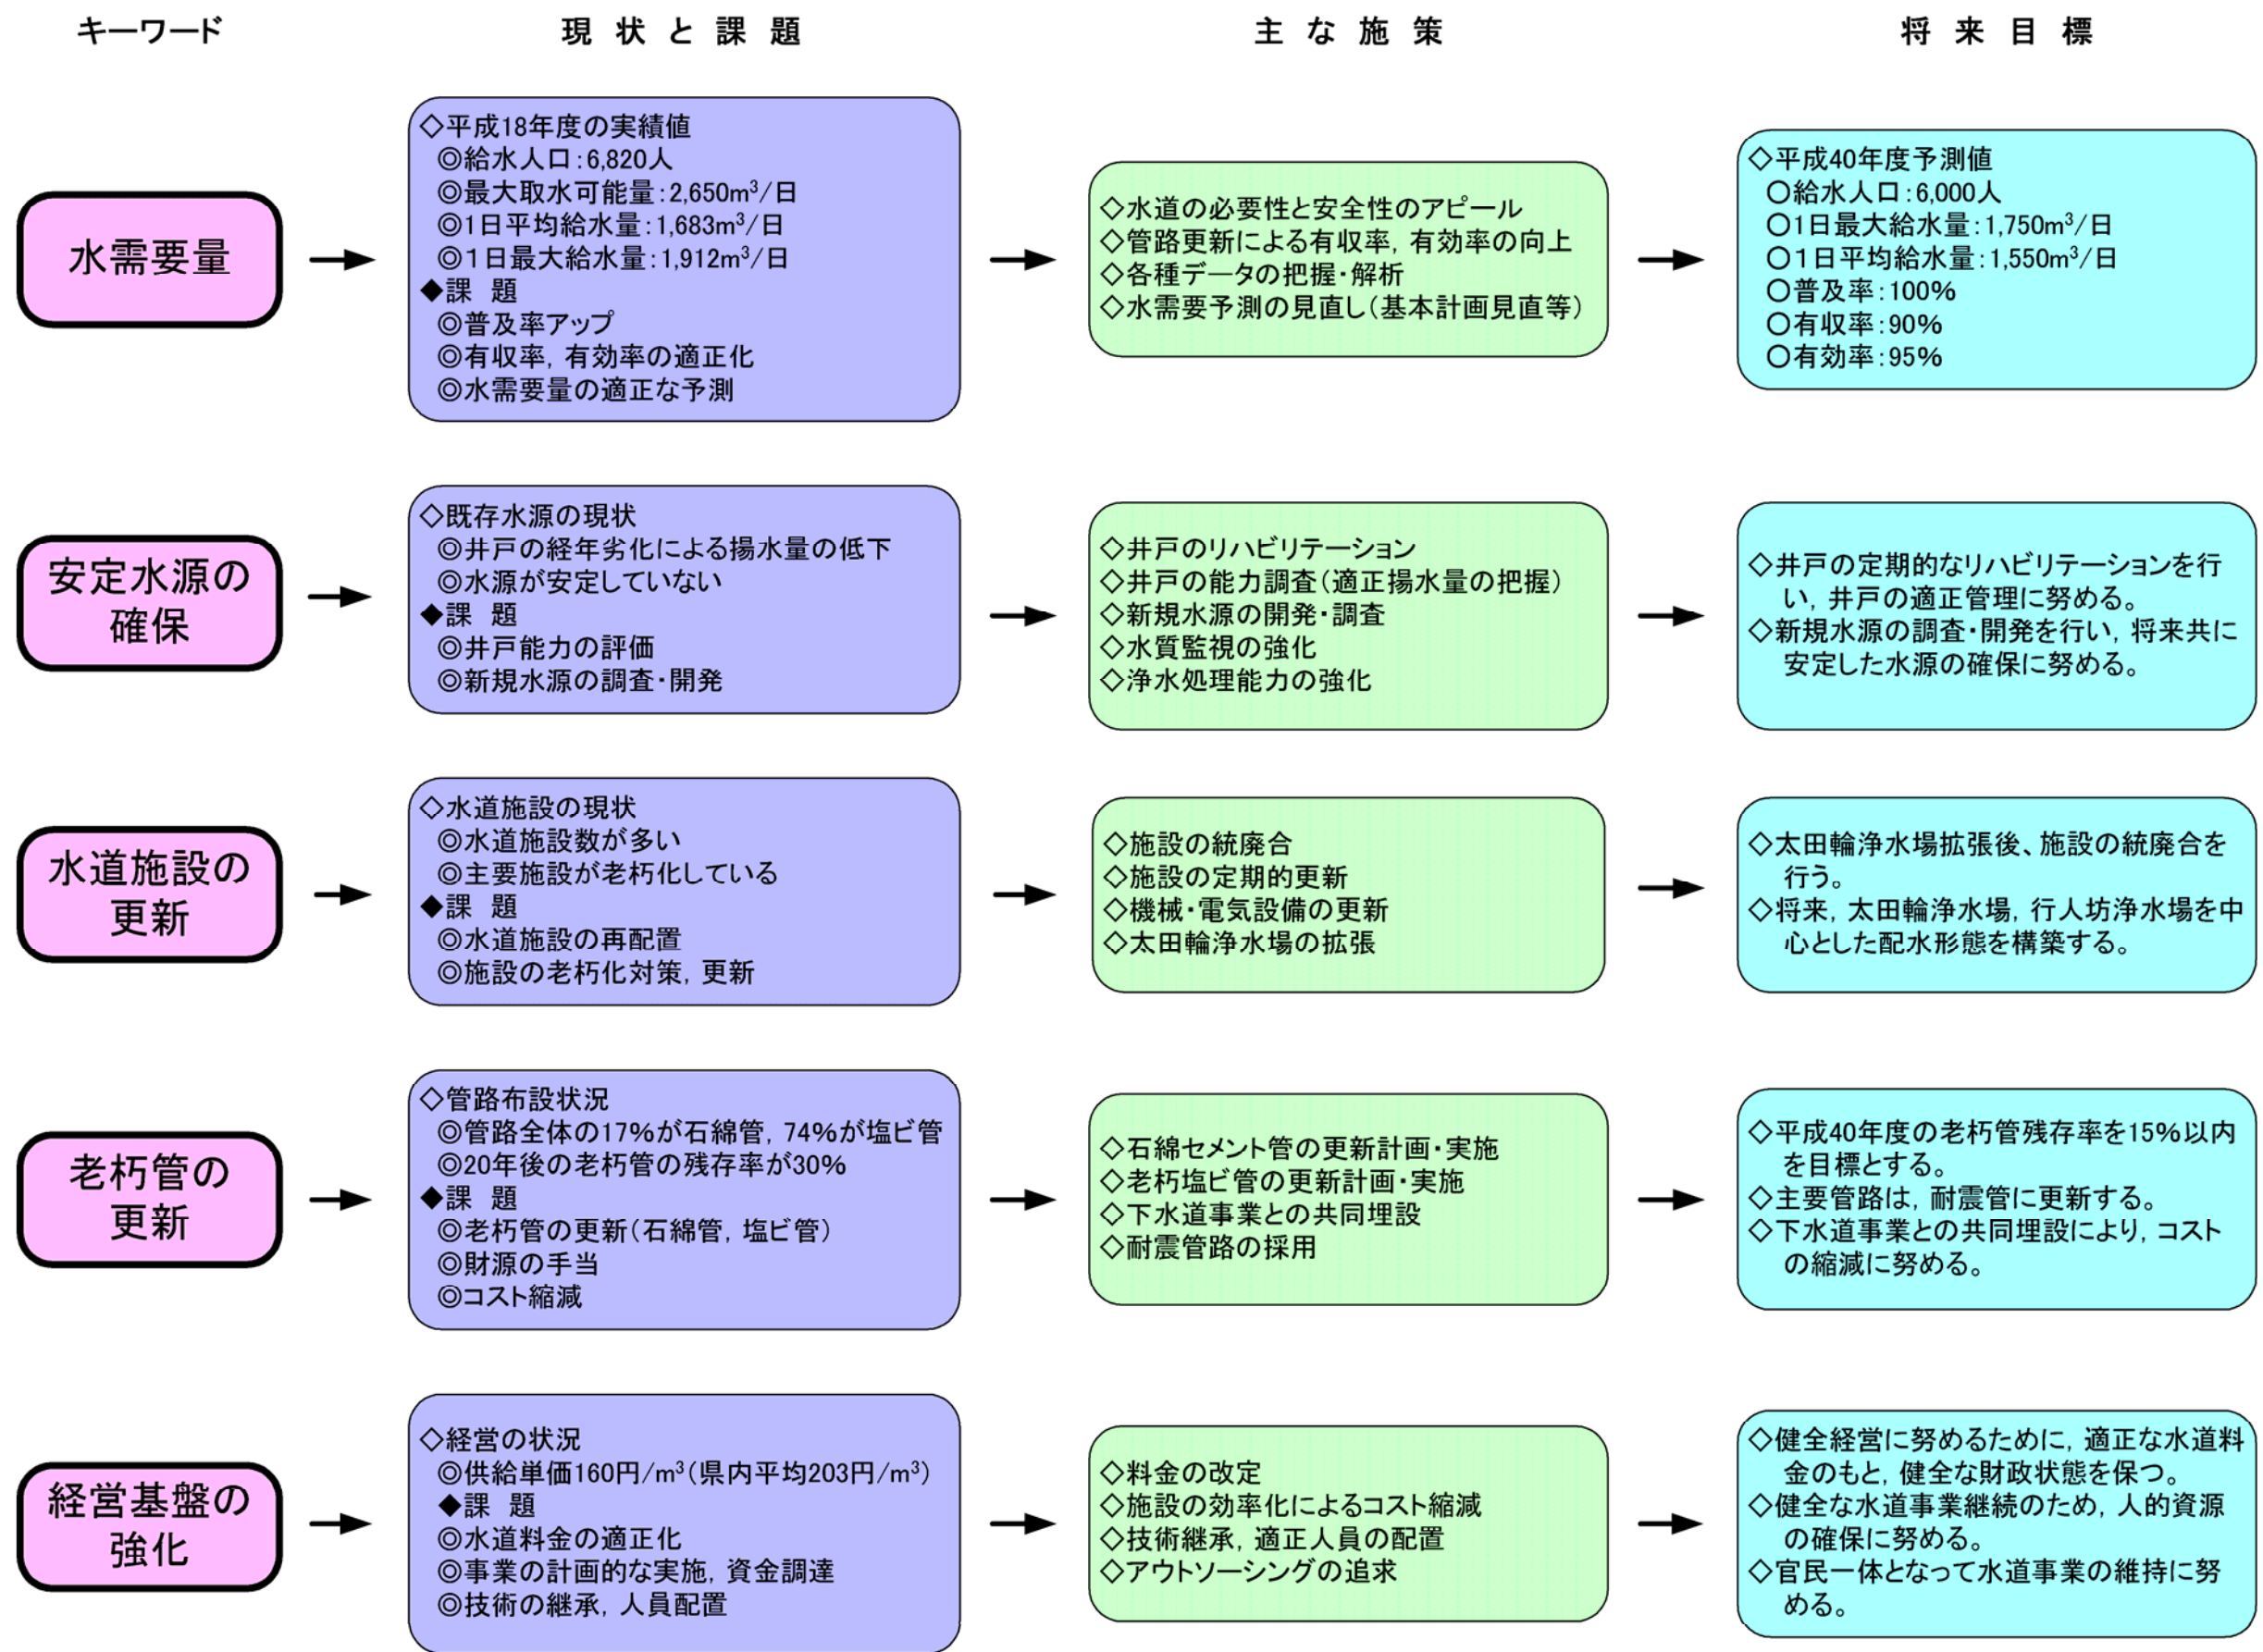 キーワード
現状と課題
主な施策
将来目標
水需要量
◇平成18年度の実績値
◎給水人口:6,820人
◎最大取水可能量:2,650m³/日
◎1日平均給水量:1,683m³/日
◎1日最大給水量:1,912m³/日
◆課 題
◎普及率アップ
◎有収率, 有効率の適正化
◎水需要量の適正な予測
◇水道の必要性と安全性のアピール
◇管路更新による有収率, 有効率の向上
◇各種データの把握・解析
◇水需要予測の見直し(基本計画見直等)
◇平成40年度予測値
○給水人口:6,000人
○1日最大給水量:1,750m³/日
○1日平均給水量:1,550m³/日
○普及率:100%
○有収率:90%
○有効率:95%
安定水源の
確保
◇既存水源の現状
◎井戸の経年劣化による揚水量の低下
◎水源が安定していない
◆課 題
◎井戸能力の評価
◎新規水源の調査・開発
◇井戸のリハビリテーション
◇井戸の能力調査(適正揚水量の把握)
◇新規水源の開発・調査
◇水質監視の強化
◇浄水処理能力の強化
◇井戸の定期的なリハビリテーションを行
い, 井戸の適正管理に努める。
◇新規水源の調査・開発を行い, 将来共に
安定した水源の確保に努める。
水道施設の
更新
◇水道施設の現状
◎水道施設数が多い
◎主要施設が老朽化している
◆課 題
◎水道施設の再配置
◎施設の老朽化対策, 更新
◇施設の統廃合
◇施設の定期的更新
◇機械・電気設備の更新
◇太田輪浄水場の拡張
◇太田輪浄水場拡張後、施設の統廃合を
行う。
◇将来, 太田輪浄水場, 行人坊浄水場を中
心とした配水形態を構築する。
老朽管の
更新
◇管路布設状況
◎管路全体の17%が石綿管, 74%が塩ビ管
◎20年後の老朽管の残存率が30%
◆課 題
◎老朽管の更新(石綿管, 塩ビ管)
◎財源の手当
◎コスト縮減
◇石綿セメント管の更新計画・実施
◇老朽塩ビ管の更新計画・実施
◇下水道事業との共同埋設
◇耐震管路の採用
◇平成40年度の老朽管残存率を15%以内
を目標とする。
◇主要管路は, 耐震管に更新する。
◇下水道事業との共同埋設により, コスト
の縮減に努める。
経営基盤の
強化
◇経営の状況
◎供給単価160円/m³(県内平均203円/m³)
◆課 題
◎水道料金の適正化
◎事業の計画的な実施, 資金調達
◎技術の継承, 人員配置
◇料金の改定
◇施設の効率化によるコスト縮減
◇技術継承, 適正人員の配置
◇アウトソーシングの追求
◇健全経営に努めるために, 適正な水道料
金のもと, 健全な財政状態を保つ。
◇健全な水道事業継続のため, 人的資源
の確保に努める。
◇官民一体となって水道事業の維持に努
める。